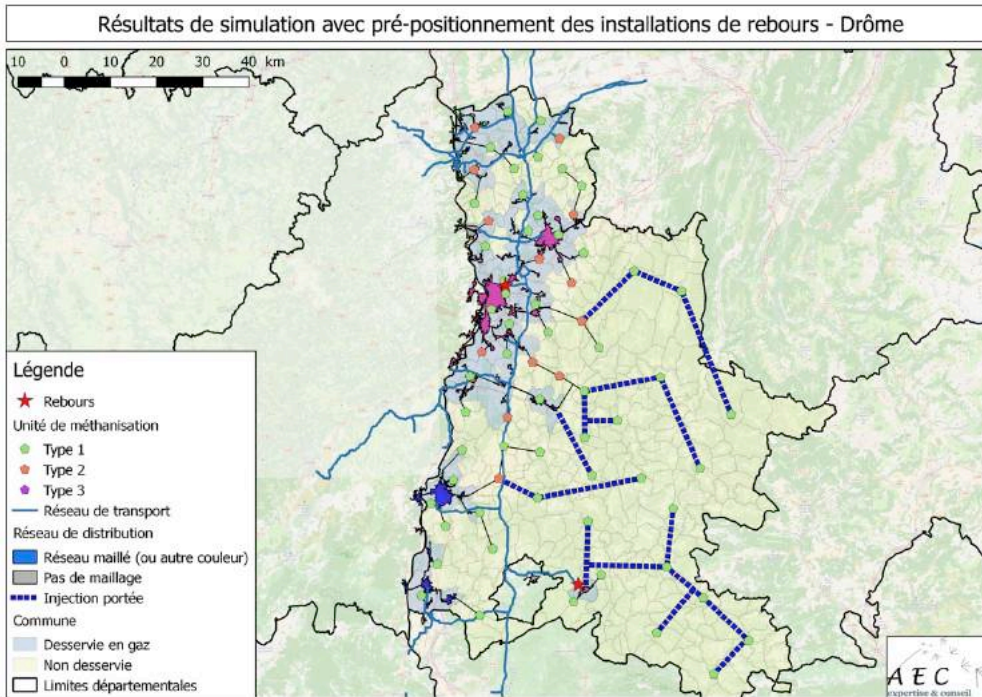 Résultats de simulation avec pré-positionnement des installations de rebours - Drôme
10 0 10 20 30 40 km
Légende
Rebours
Unité de méthanisation
Type 1
Type 2
Type 3
Réseau de transport
Réseau de distribution
Réseau maillé (ou autre couleur)
Pas de maillage
Injection portée
Commune
Desservie en gaz
Non desservie
Limites départementales
AEC
expertise & conseil